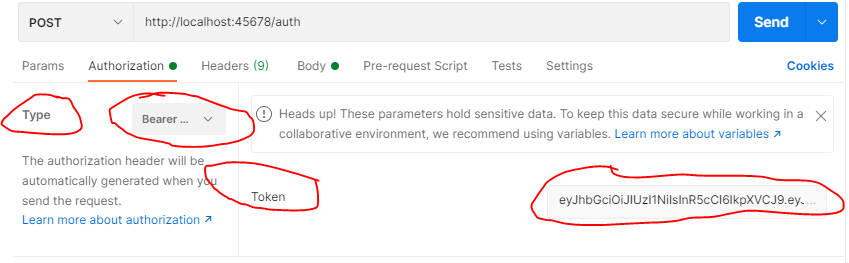 POST http://localhost:45678/auth Send
Params Authorization Headers (9) Body Pre-request Script Tests Settings Cookies
Type Bearer ...
The authorization header will be
automatically generated when you
send the request.
Learn more about authorization ↗
Heads up! These parameters hold sensitive data. To keep this data secure while working in a
collaborative environment, we recommend using variables. Learn more about variables ↗
Token eyJhbGciOiJIUzI1NiIsInR5cCI6IkpXVCJ9.eyJ...